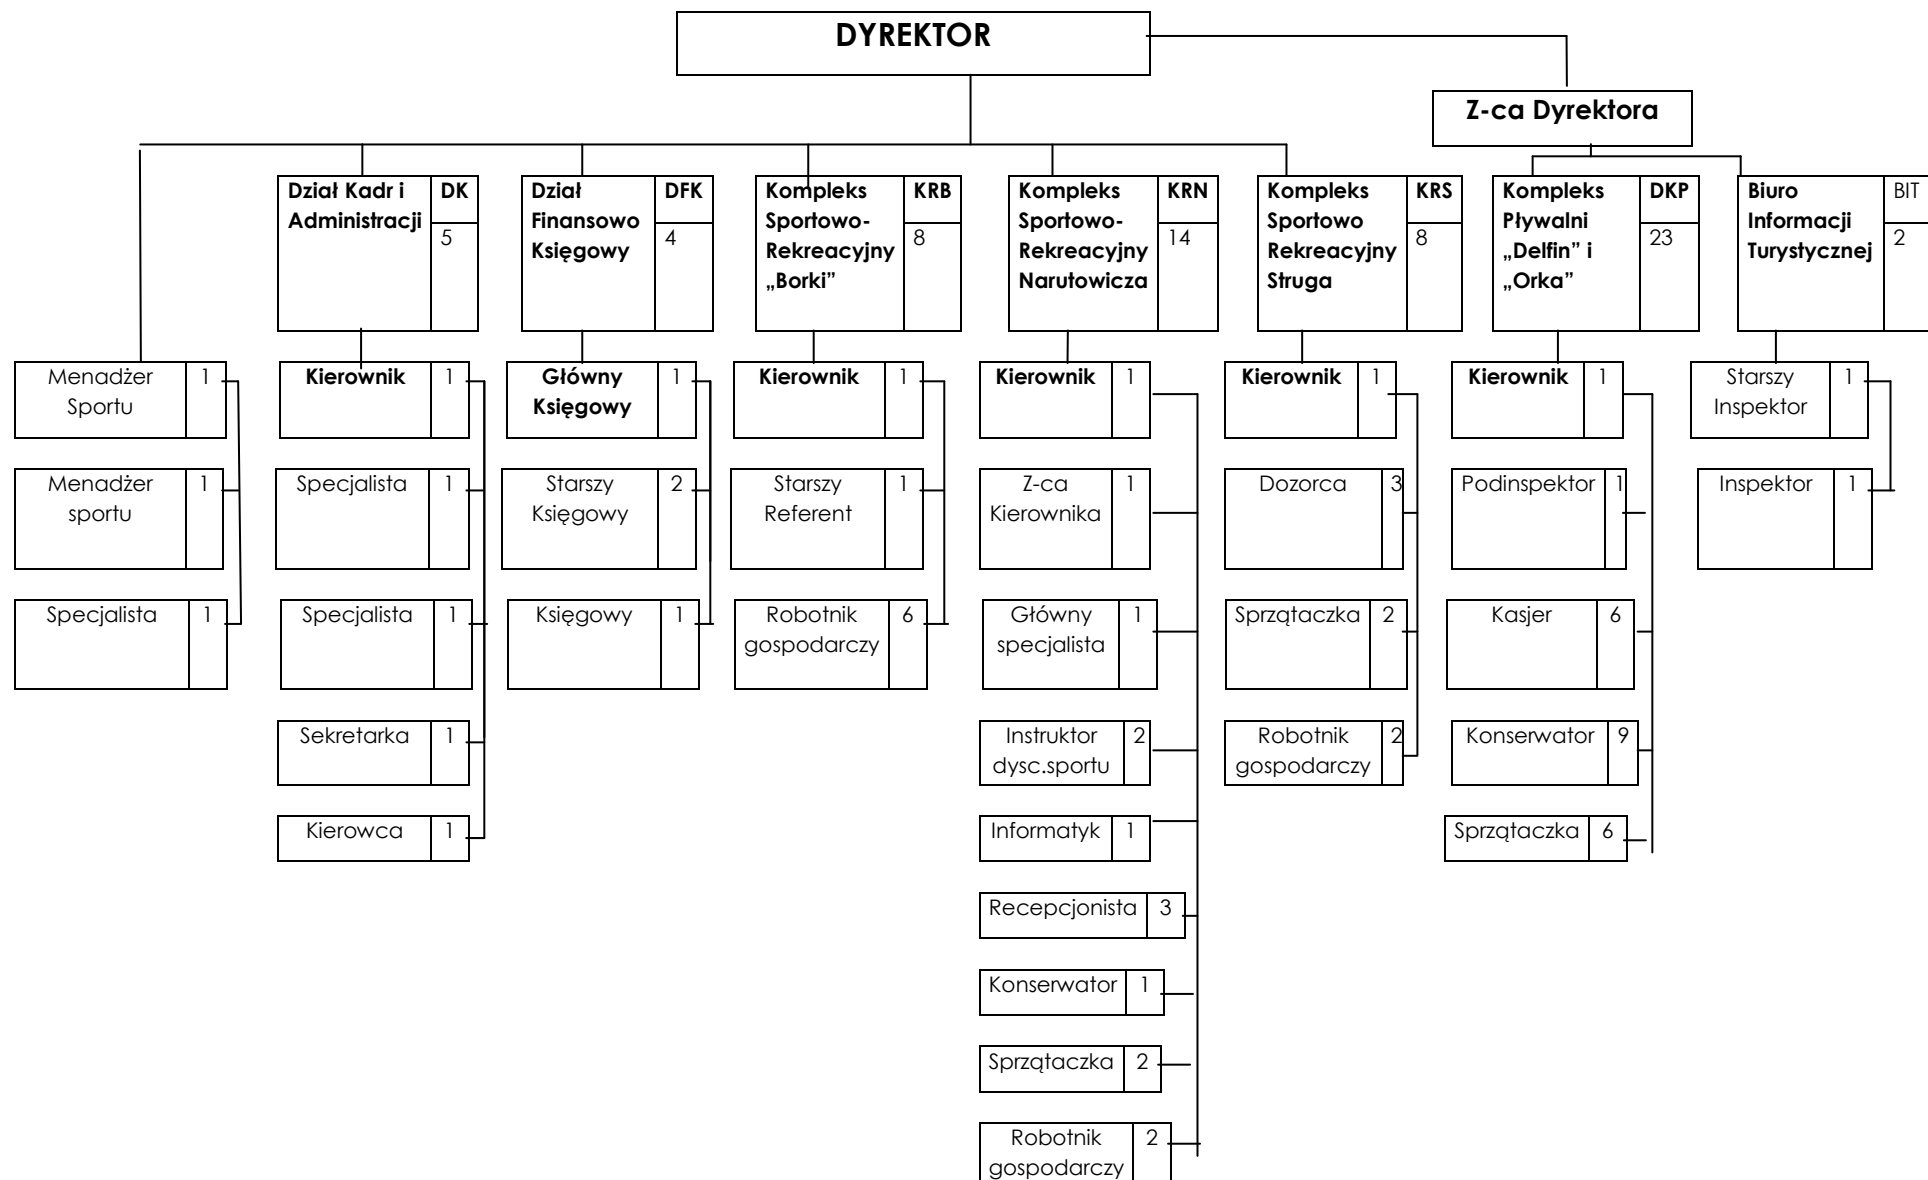 DYREKTOR
Z-ca Dyrektora
Dział Kadr i
Administracji
DK
5
Dział
Finansowo
Księgowy
DFK
4
Kompleks
Sportowo-
Rekreacyjny
„Borki”
KRB
8
Kompleks
Sportowo-
Rekreacyjny
Narutowicza
KRN
14
Kompleks
Sportowo
Rekreacyjny
Struga
KRS
8
Kompleks
Pływalni
„Delfin” i
„Orka”
DKP
23
Biuro
Informacji
Turystycznej
BIT
2
Menadżer
Sportu
1
Menadżer
sportu
1
Specjalista
1
Kierownik
1
Specjalista
1
Specjalista
1
Sekretarka
1
Kierowca
1
Główny
Księgowy
1
Starszy
Księgowy
2
Księgowy
1
Kierownik
1
Starszy
Referent
1
Robotnik
gospodarczy
6
Kierownik
1
Z-ca
Kierownika
1
Główny
specjalista
1
Instruktor
dysc.sportu
2
Informatyk
1
Recepcjonista
3
Konserwator
1
Sprzątaczka
2
Robotnik
gospodarczy
2
Kierownik
1
Dozorca
3
Sprzątaczka
2
Robotnik
gospodarczy
2
Kierownik
1
Podinspektor
1
Kasjer
6
Konserwator
9
Sprzątaczka
6
Starszy
Inspektor
1
Inspektor
1